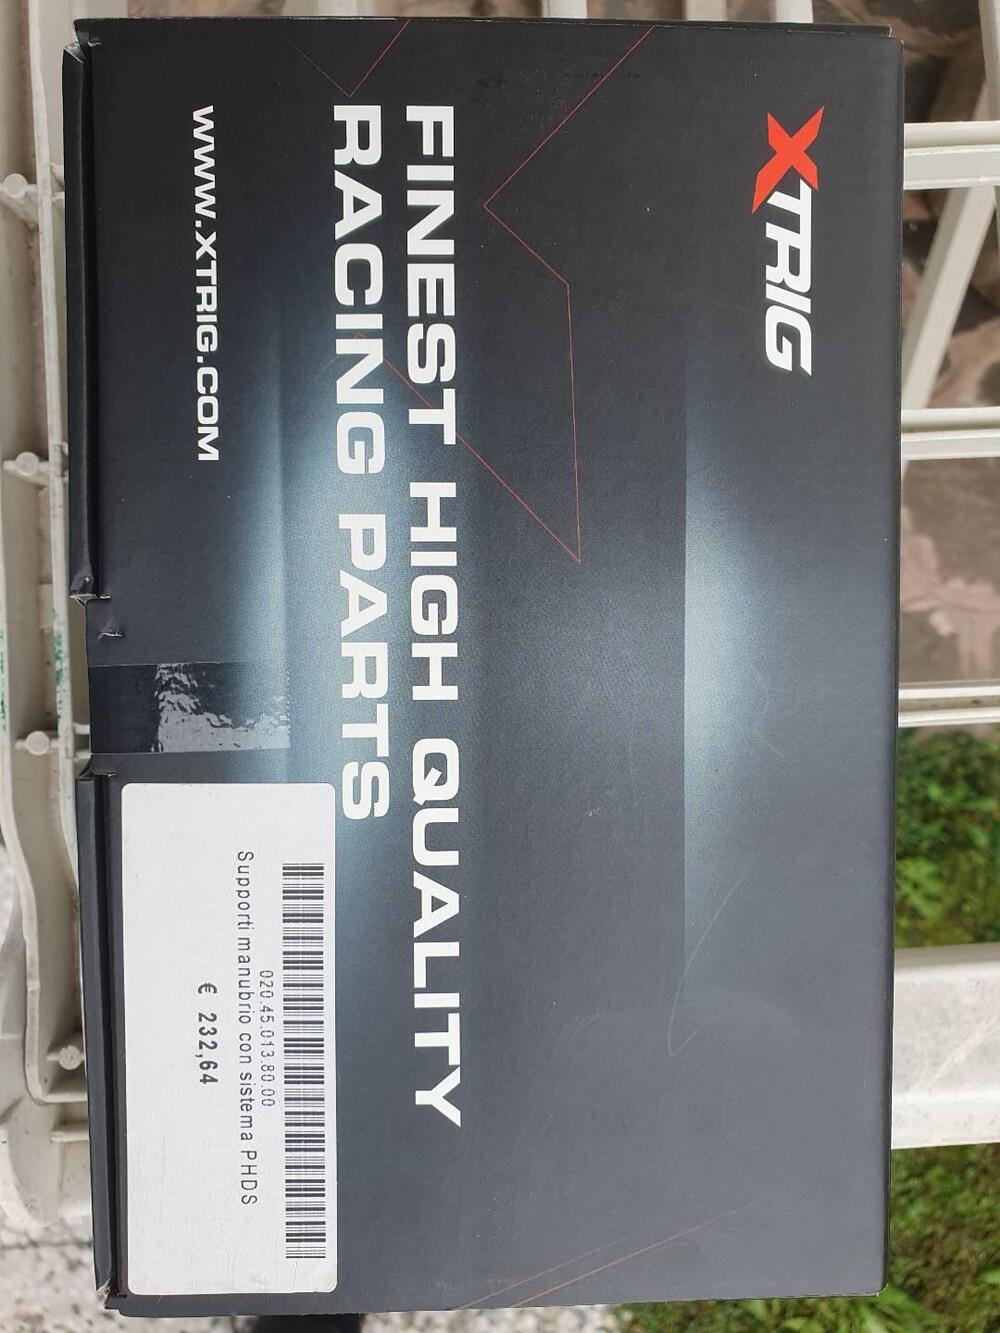 XTRIG
FINEST HIGH QUALITY
RACING PARTS
WWW.XTRIG.COM
020.45.013.80.00
Supporti manubrio con sistema PHDS
€ 232,64